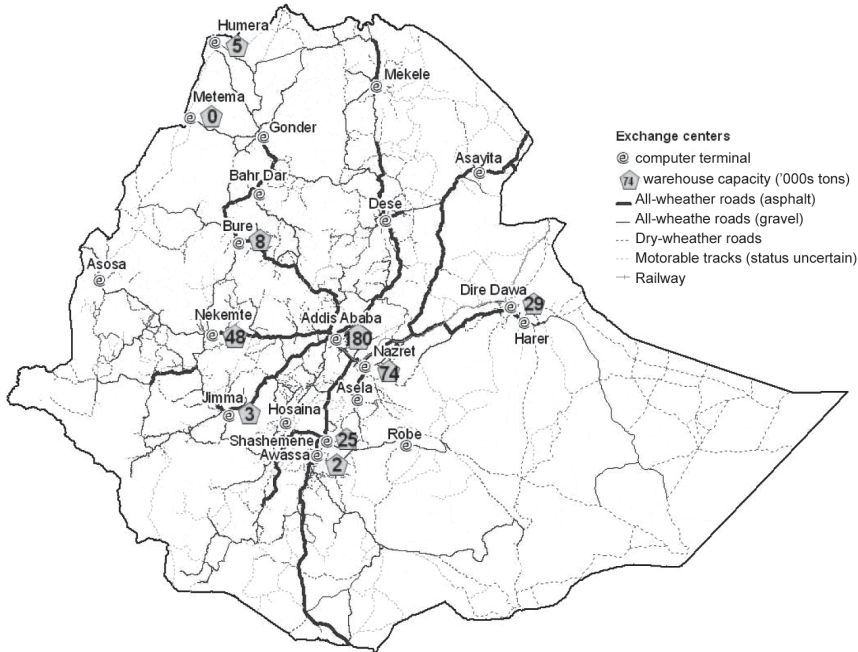 Humera
5
Mekele
Metema
0
Gonder
Asayita
Bahr Dar
Dese
Bure
8
Asosa
Dire Dawa
29
Nekemte
48
Addis Ababa
180
Harer
Nazret
74
Asela
Jimma
3
Hosaina
Shashemene
25
Robe
Awassa
2
Exchange centers
computer terminal
74 warehouse capacity ('000s tons)
All-wheather roads (asphalt)
All-wheathe roads (gravel)
Dry-wheather roads
Motorable tracks (status uncertain)
Railway